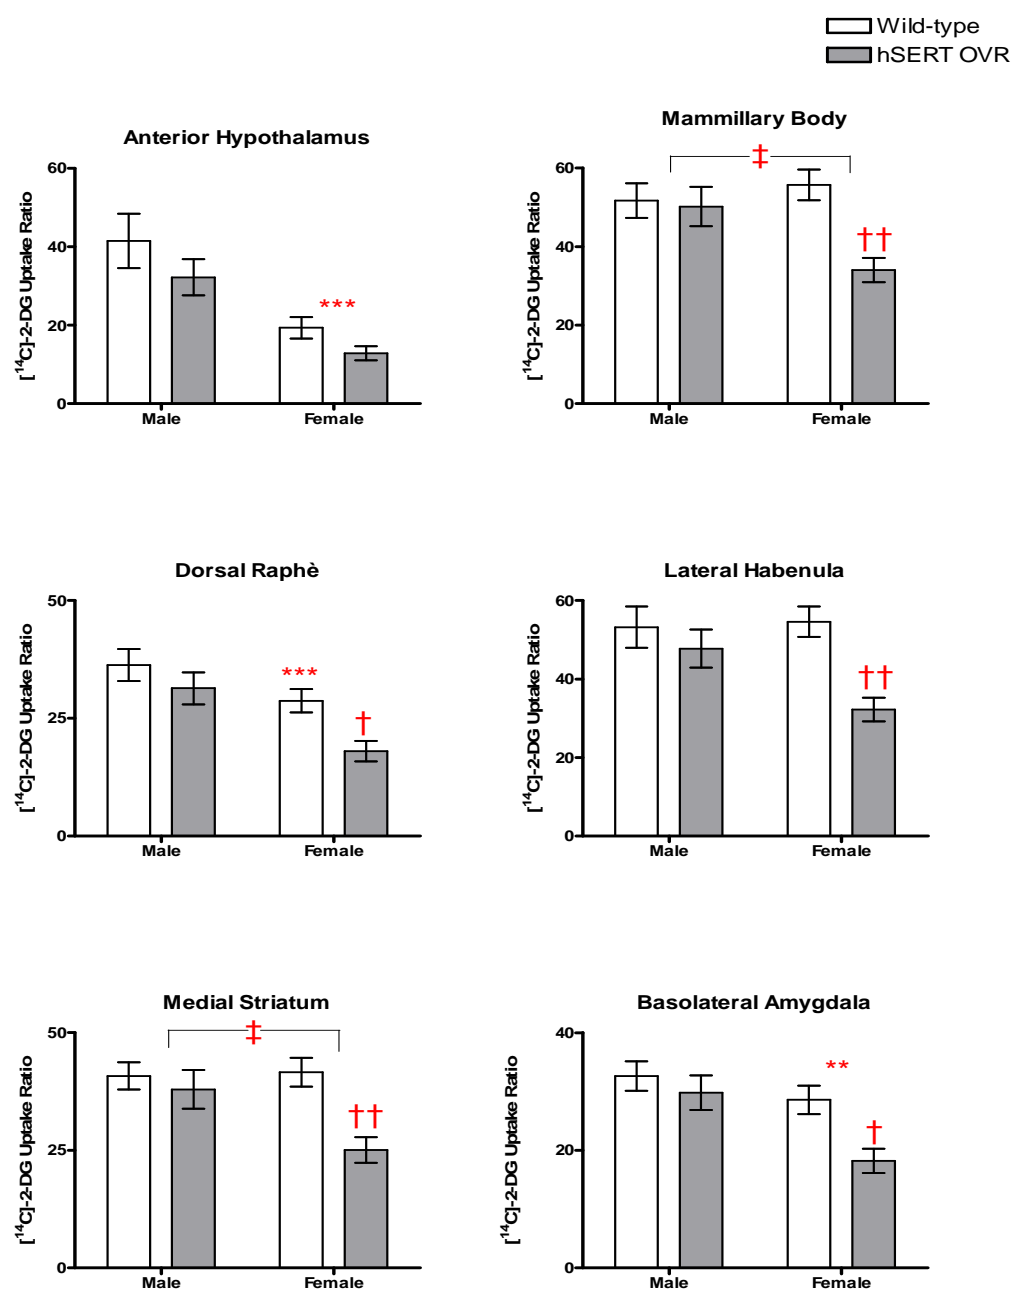 Wild-type
hSERT OVR
Anterior Hypothalamus
[¹⁴C]-2-DG Uptake Ratio
60
40
20
0
***
Male
Female
Mammillary Body
[¹⁴C]-2-DG Uptake Ratio
60
40
20
0
‡
††
Male
Female
Dorsal Raphè
[¹⁴C]-2-DG Uptake Ratio
50
25
0
***
†
Male
Female
Lateral Habenula
[¹⁴C]-2-DG Uptake Ratio
60
40
20
0
††
Male
Female
Medial Striatum
[¹⁴C]-2-DG Uptake Ratio
50
25
0
‡
††
Male
Female
Basolateral Amygdala
[¹⁴C]-2-DG Uptake Ratio
40
20
0
**
†
Male
Female